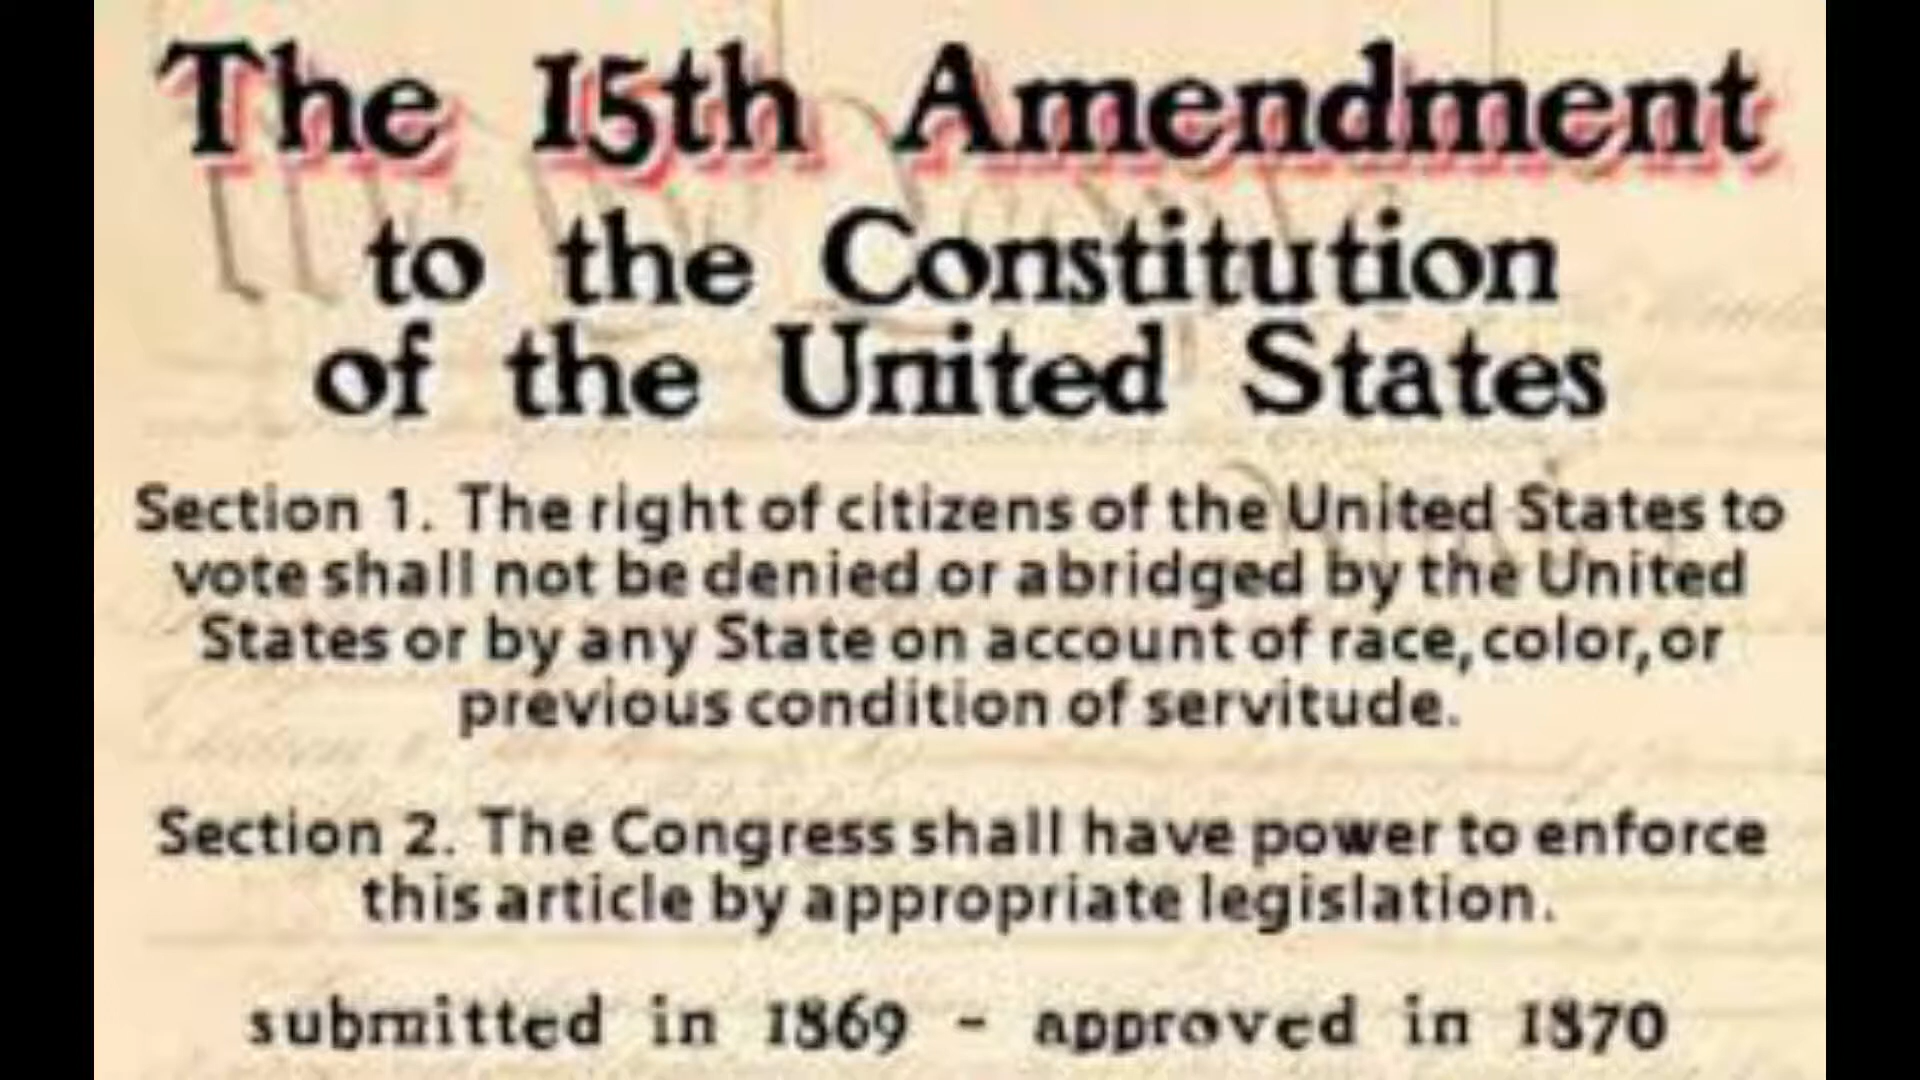 The 15th Amendment
to the Constitution
of the United States
Section 1. The right of citizens of the United States to
vote shall not be denied or abridged by the United
States or by any State on account of race, color, or
previous condition of servitude.
Section 2. The Congress shall have power to enforce
this article by appropriate legislation.
submitted in 1869 - approved in 1870